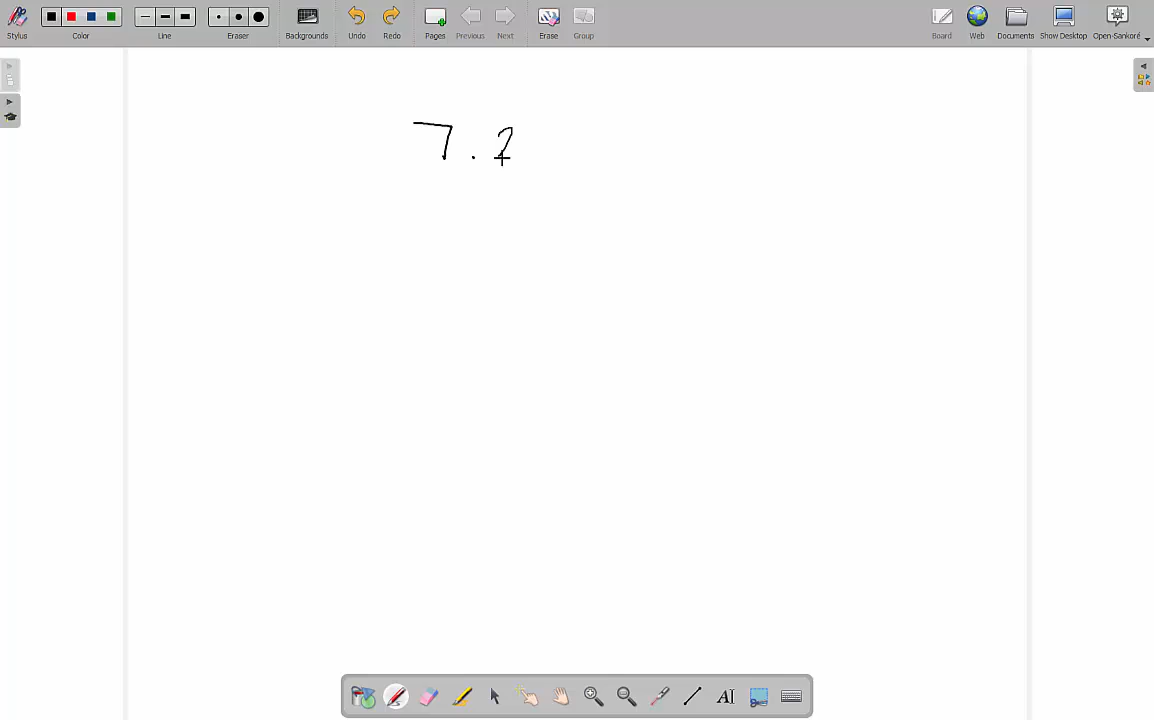 Stylus Color Line Eraser Backgrounds Undo Redo Pages Previous Next Erase Group Board Web Documents Show Desktop Open-Sankoré
7.2
AI